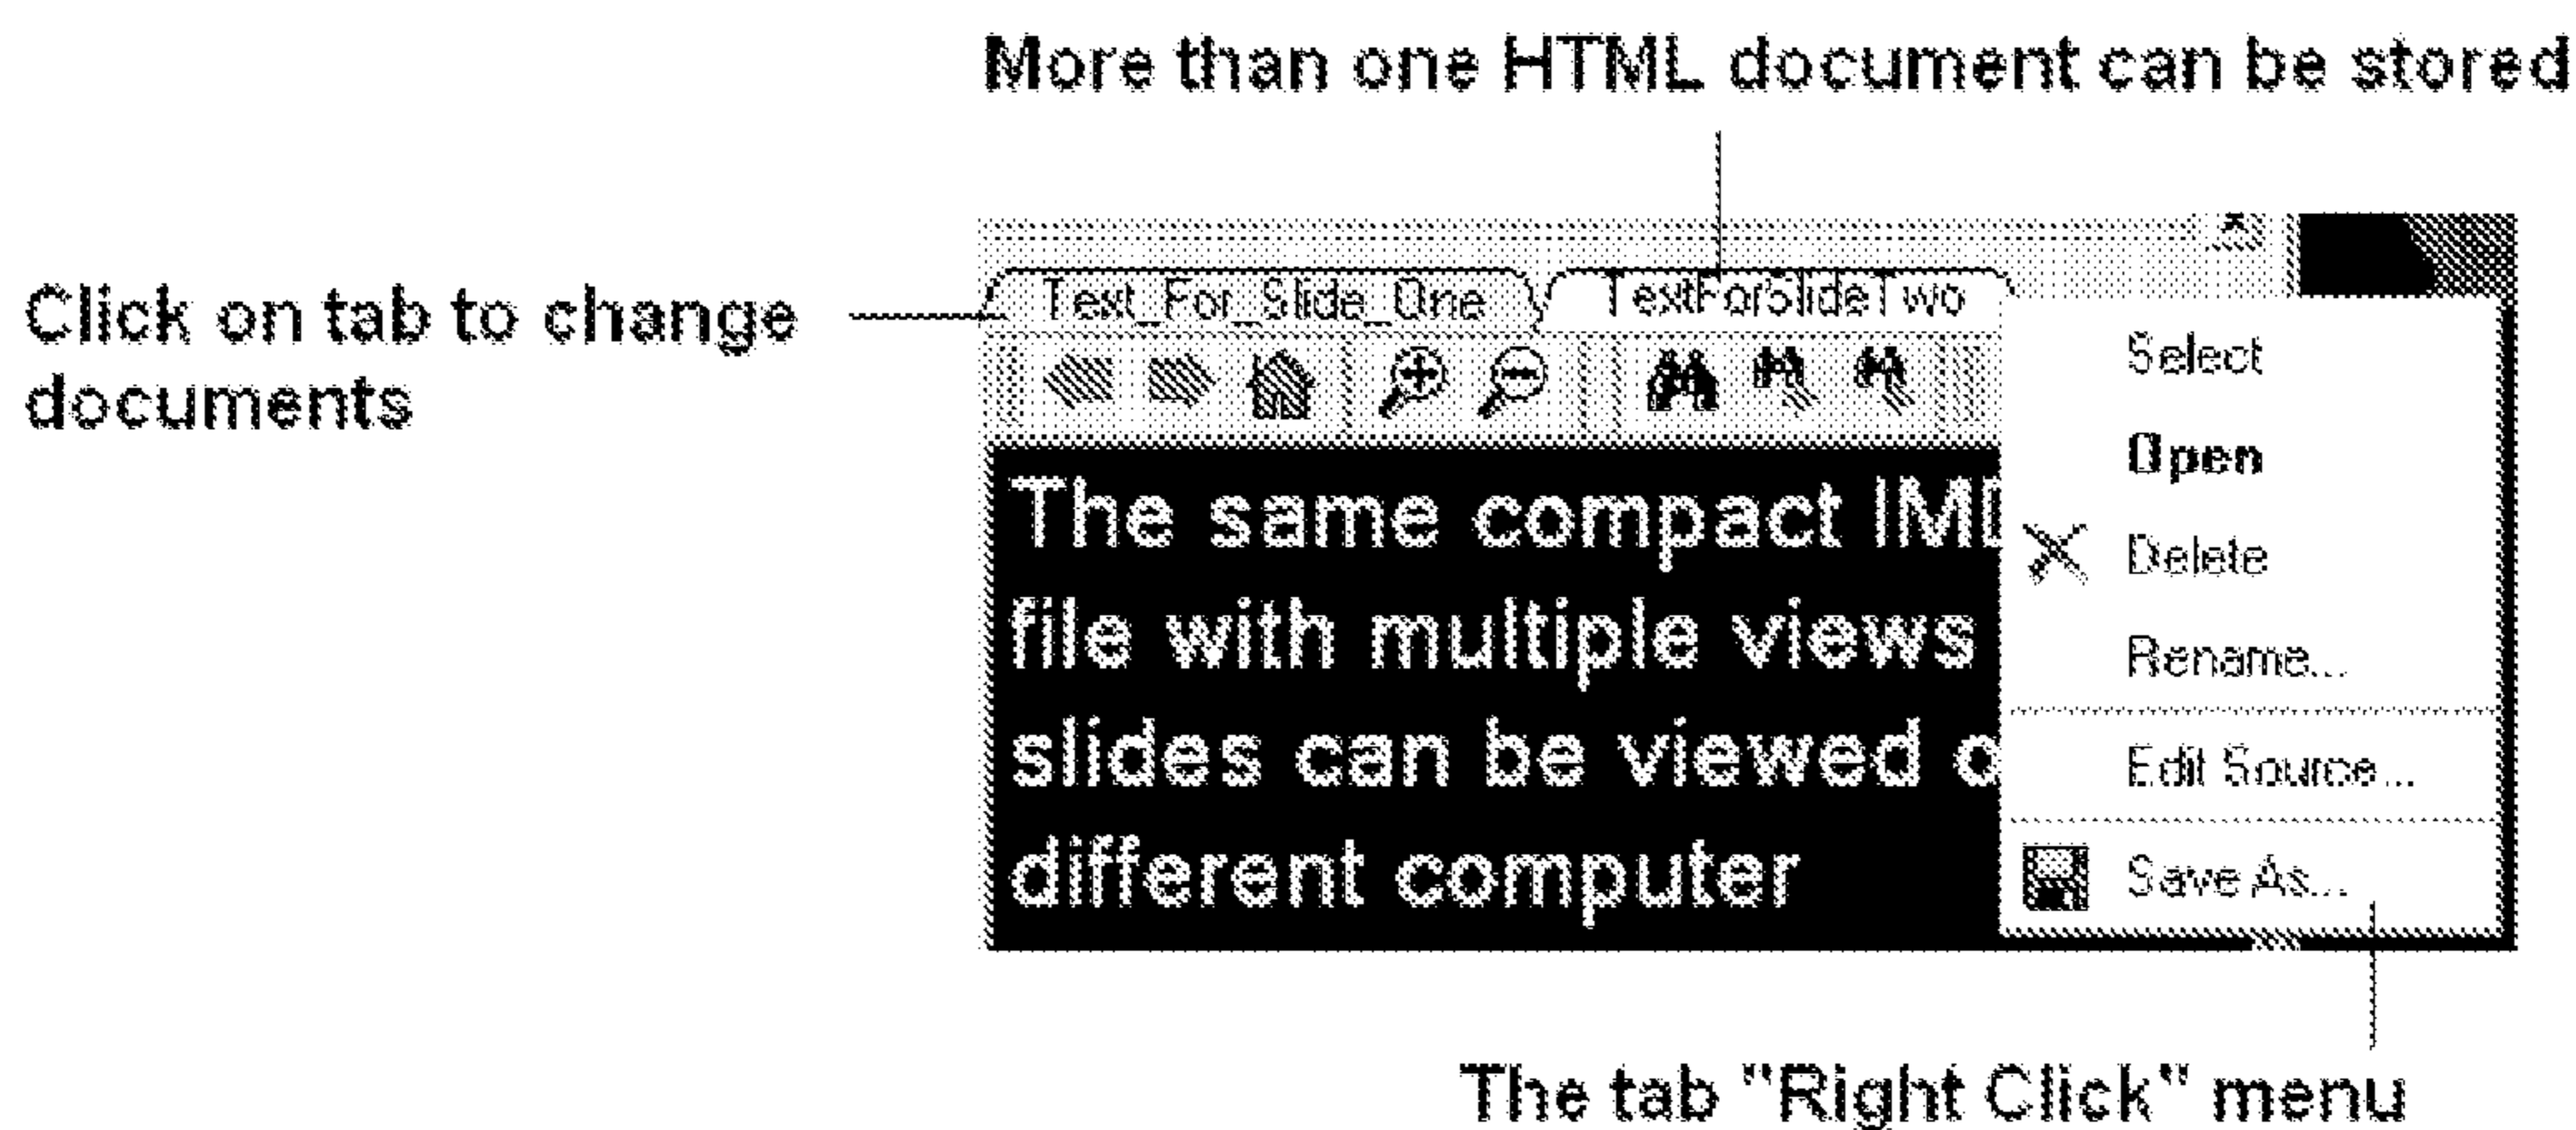 More than one HTML document can be stored
Click on tab to change
documents
Text_For_Slide_One
TextForSlideTwo
The same compact
file with multiple views
slides can be viewed
different computer
Select
Open
Delete
Rename...
Edit Source...
Save As...
The tab "Right Click" menu